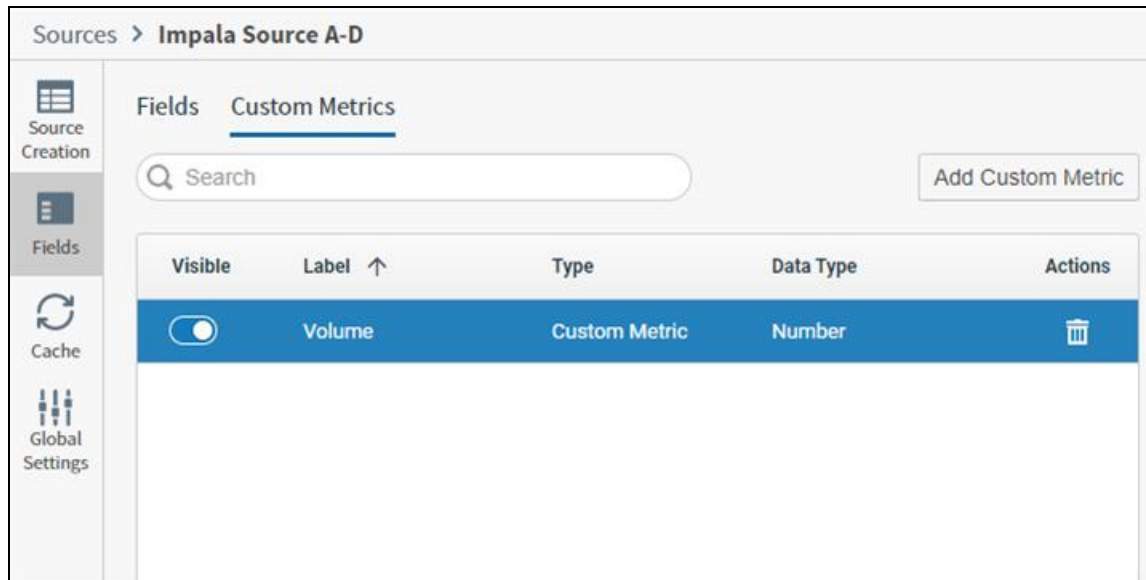 Sources > Impala Source A-D
Source
Creation
Fields
Cache
Global
Settings
Fields Custom Metrics
Search
Add Custom Metric
Visible Label ↑ Type Data Type Actions
Volume Custom Metric Number